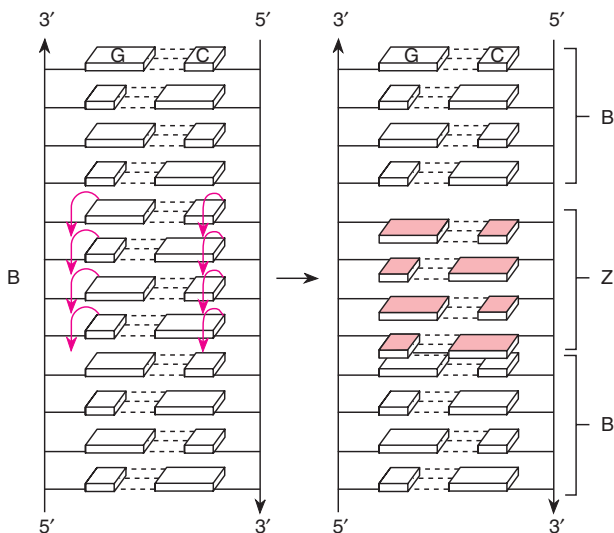 3′ 5′ 3′ 5′
G C G C
B
B Z
B
5′ 3′ 5′ 3′